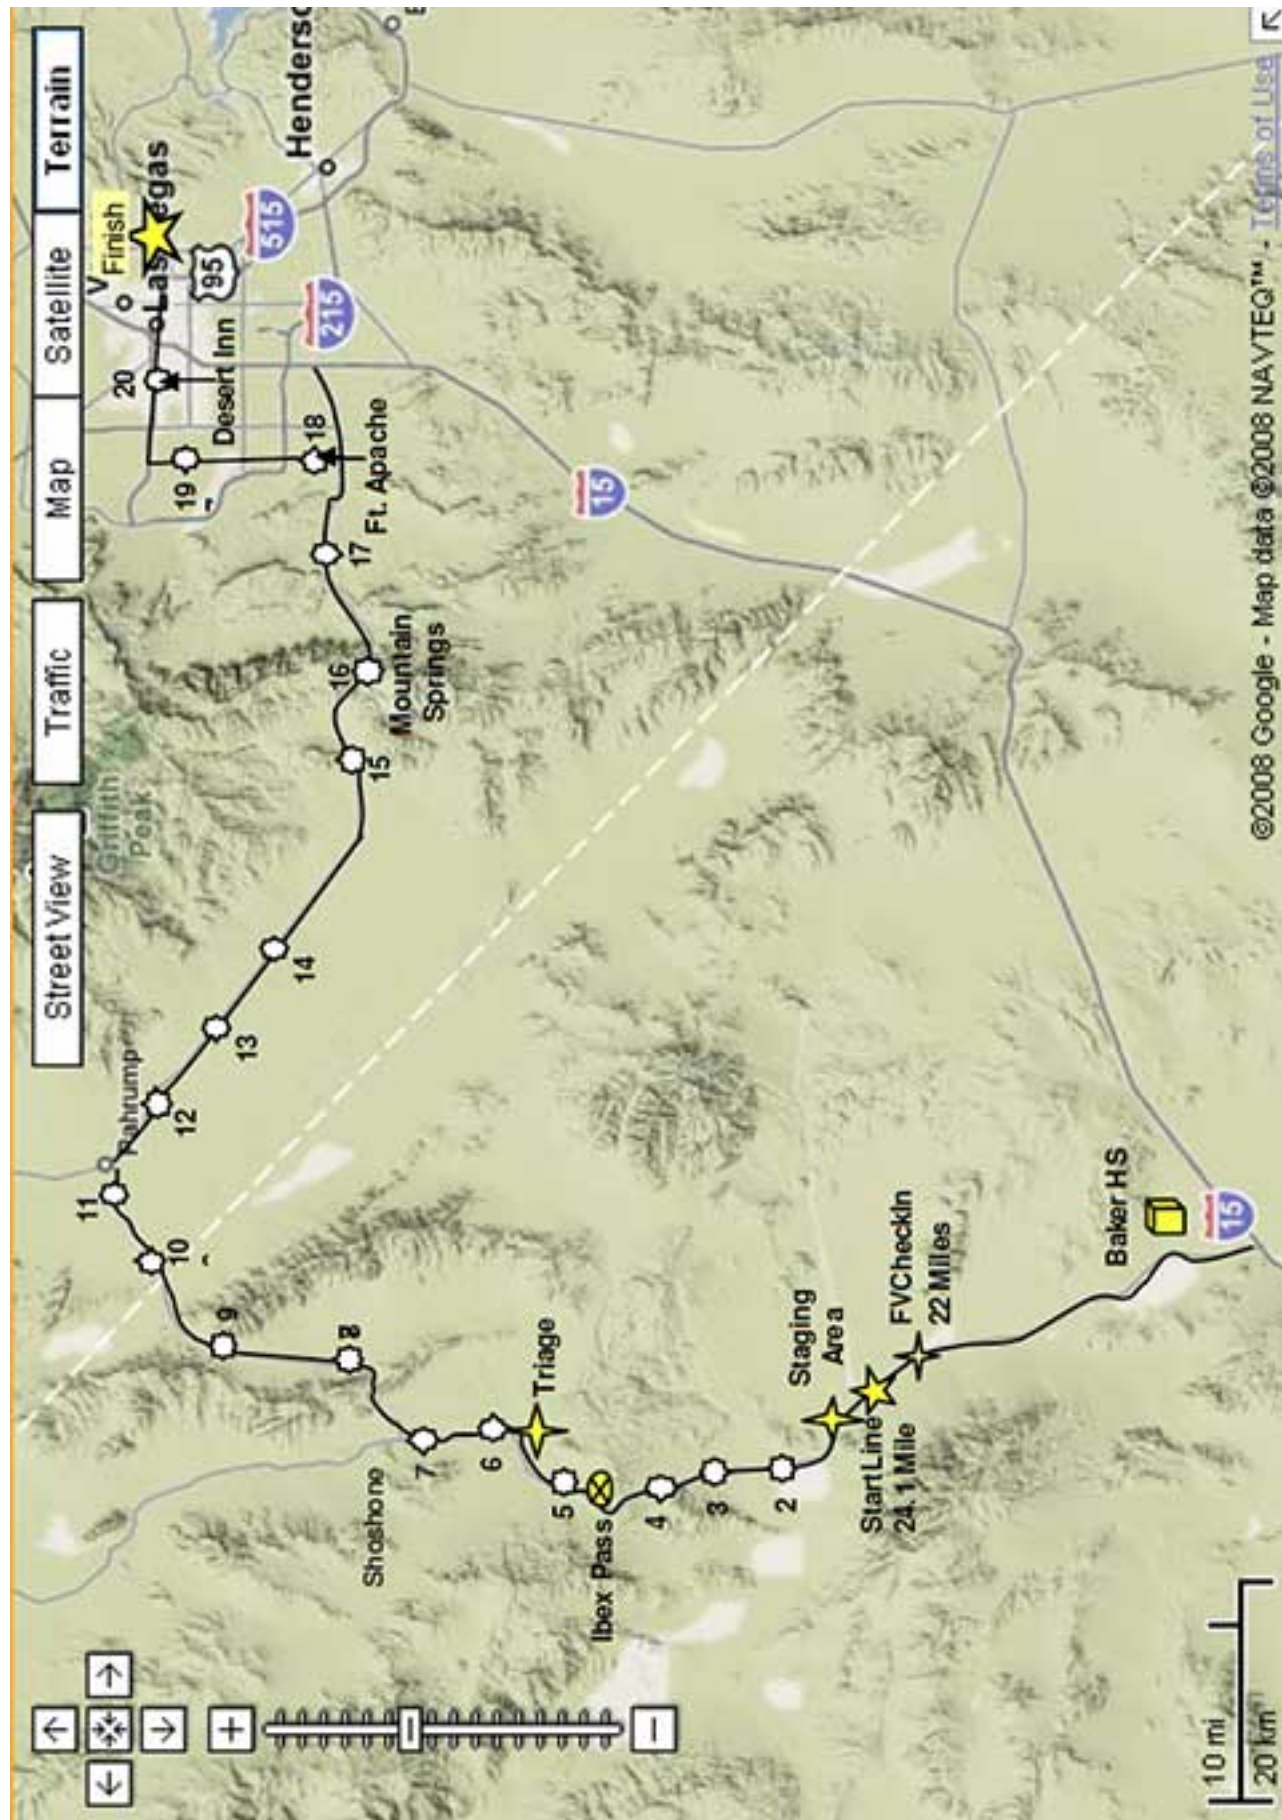 Street View
Traffic
Map
Satellite
Terrain
Griffith
Peak
Pahrump
V
Finish
Las Vegas
20
95
515
Henderso
19
Desert Inn
215
18
Ft. Apache
17
16
Mountain
Springs
15
14
13
12
11
10
9
8
7
Shoshone
6
Triage
5
Ibex Pass
4
3
2
Staging
Area
StartLine
24.1 Mile
FVCheckIn
22 Miles
Baker HS
15
15
10 mi
20 km
©2008 Google - Map data ©2008 NAVTEQ™ - Terms of Use